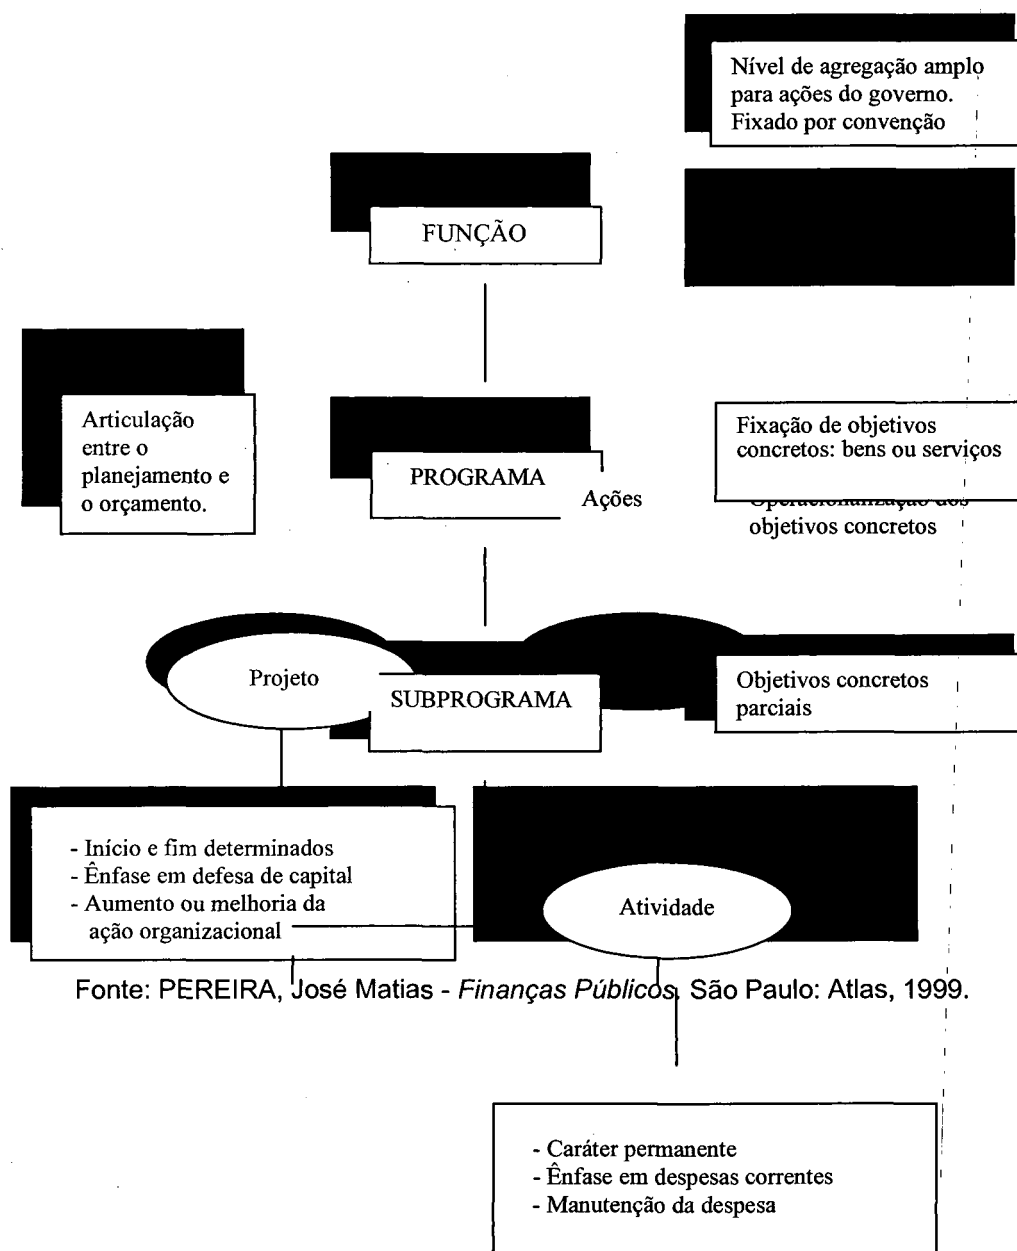 Nível de agregação amplo
para ações do governo.
Fixado por convenção
FUNÇÃO
Articulação
entre o
planejamento e
o orçamento.
PROGRAMA
Ações
Fixação de objetivos
concretos: bens ou serviços
Operacionalização dos
objetivos concretos
Projeto
SUBPROGRAMA
Objetivos concretos
parciais
- Início e fim determinados
- Ênfase em defesa de capital
- Aumento ou melhoria da
ação organizacional
Atividade
Fonte: PEREIRA, José Matias - Finanças Públicos, São Paulo: Atlas, 1999.
- Caráter permanente
- Ênfase em despesas correntes
- Manutenção da despesa